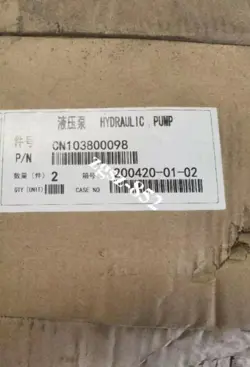 液压泵 HYDRAULIC PUMP
件号
P/N CN103800098
数量(件) 2 箱号 200420-01-02
QTY(UNIT) CASE NO